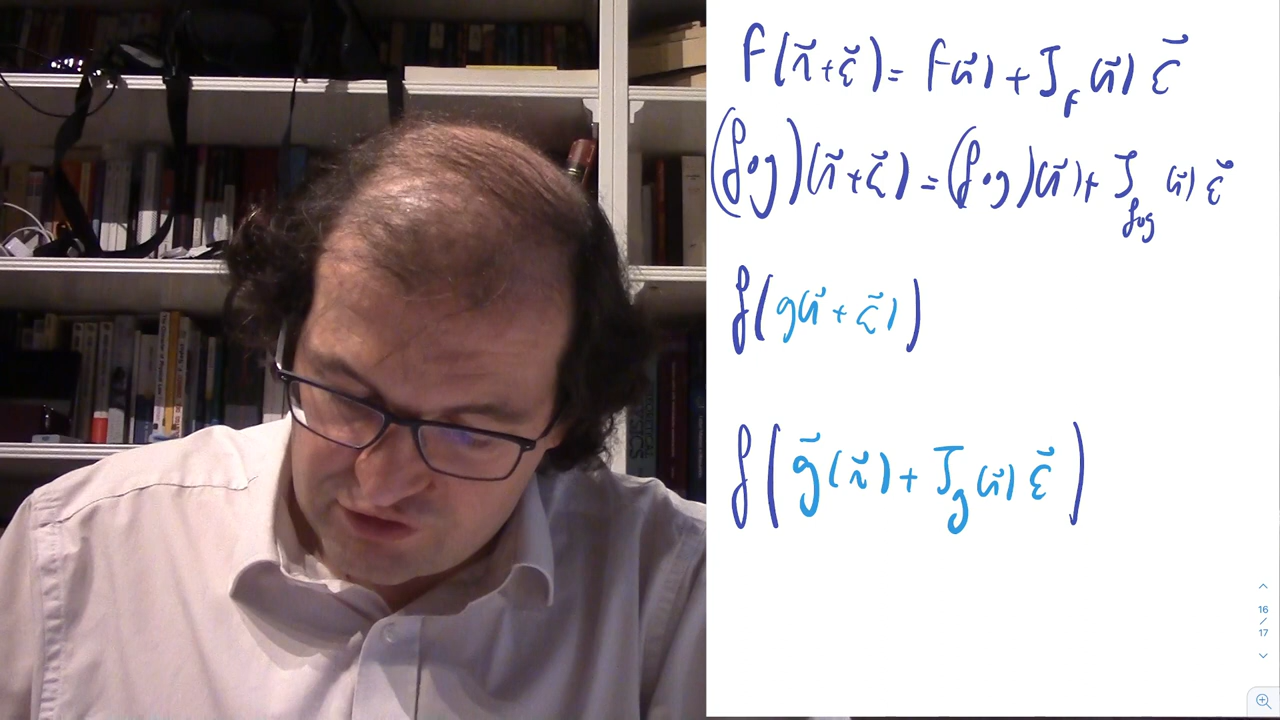 F(x⃗+ε⃗) = F(x⃗) + J_F(x⃗) ε⃗
(f∘g)(x⃗+ε⃗) = (f∘g)(x⃗) + J_{f∘g}(x⃗) ε⃗
f(g(x⃗+ε⃗))
f(g⃗(x⃗) + J_g(x⃗) ε⃗)
16
/
17